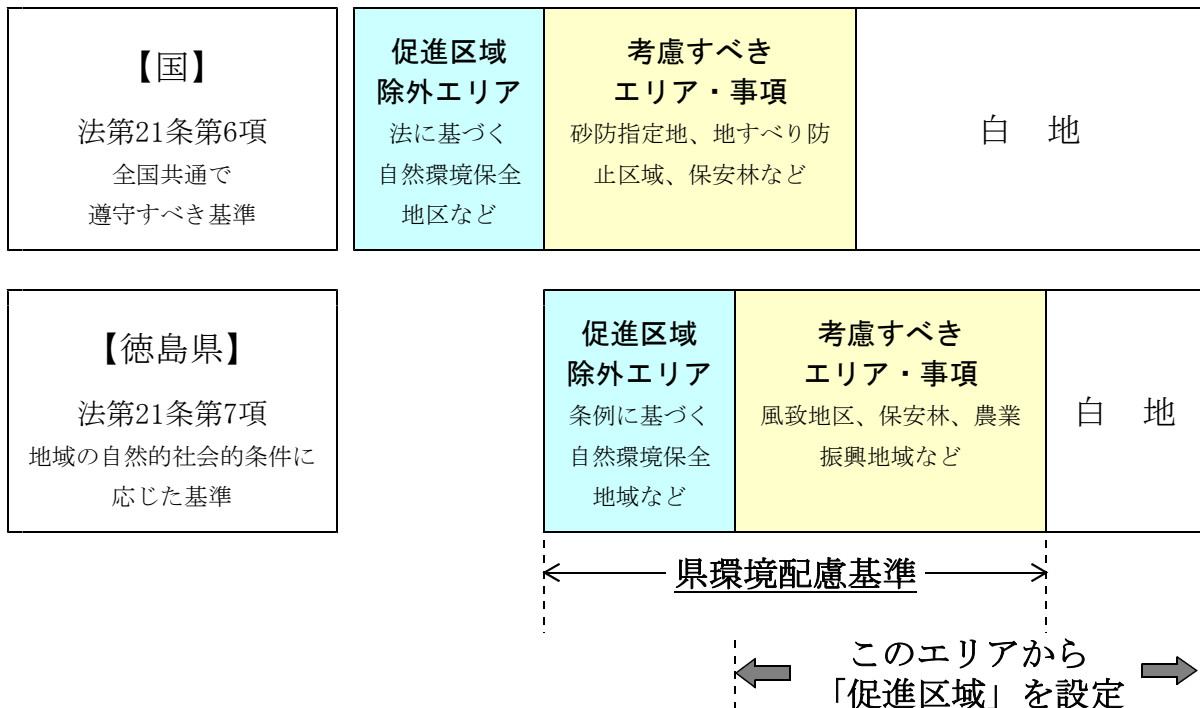 【国】
法第21条第6項
全国共通で
遵守すべき基準
促進区域
除外エリア
法に基づく
自然環境保全
地区など
考慮すべき
エリア・事項
砂防指定地、地すべり防
止区域、保安林など
白　地
【徳島県】
法第21条第7項
地域の自然的社会的条件に
応じた基準
促進区域
除外エリア
条例に基づく
自然環境保全
地域など
考慮すべき
エリア・事項
風致地区、保安林、農業
振興地域など
白　地
県環境配慮基準
このエリアから
「促進区域」を設定